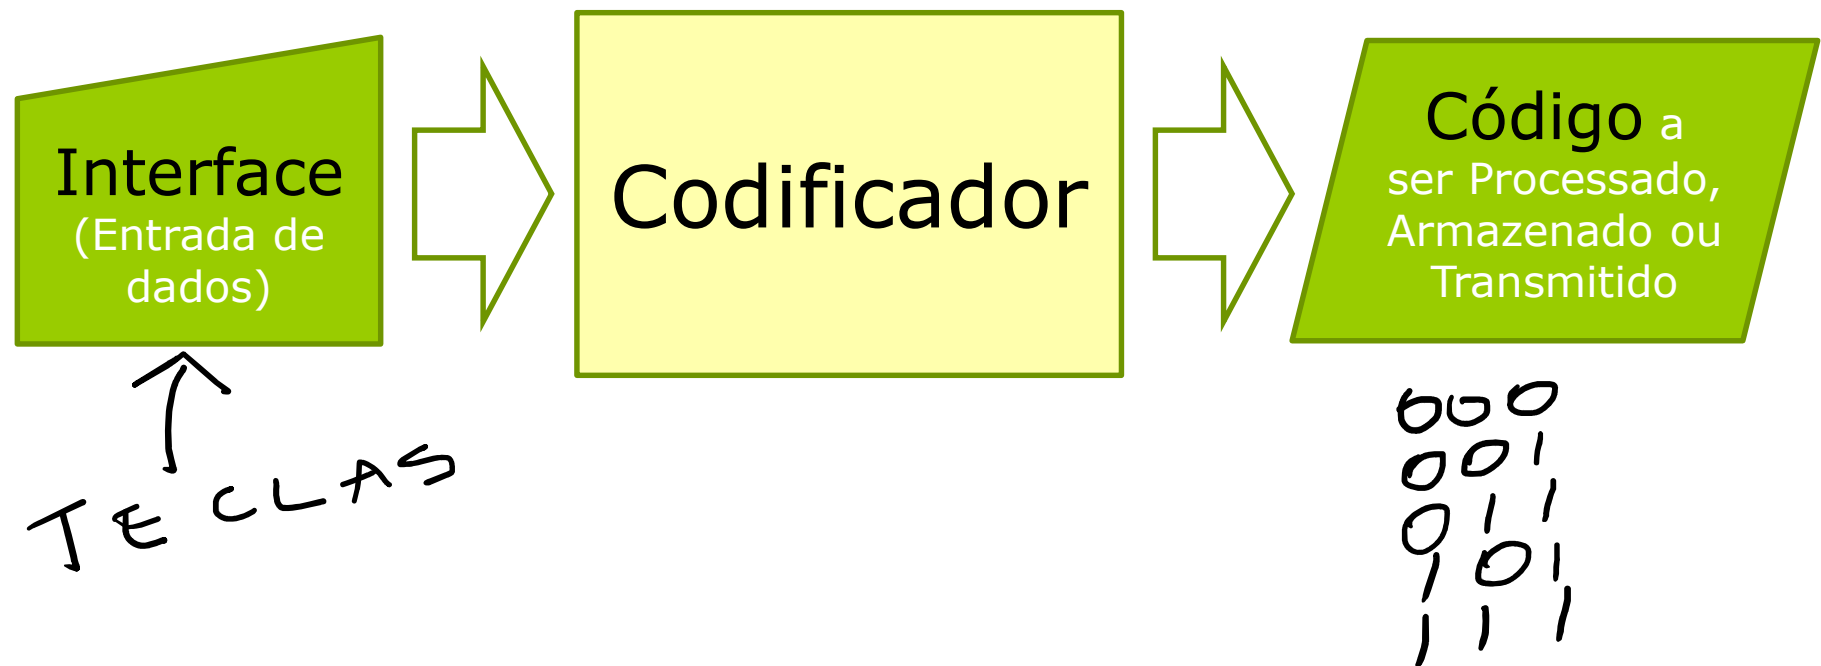 Interface
(Entrada de
dados)
Codificador
Código a
ser Processado,
Armazenado ou
Transmitido
TECLAS
000
001
011
101
111